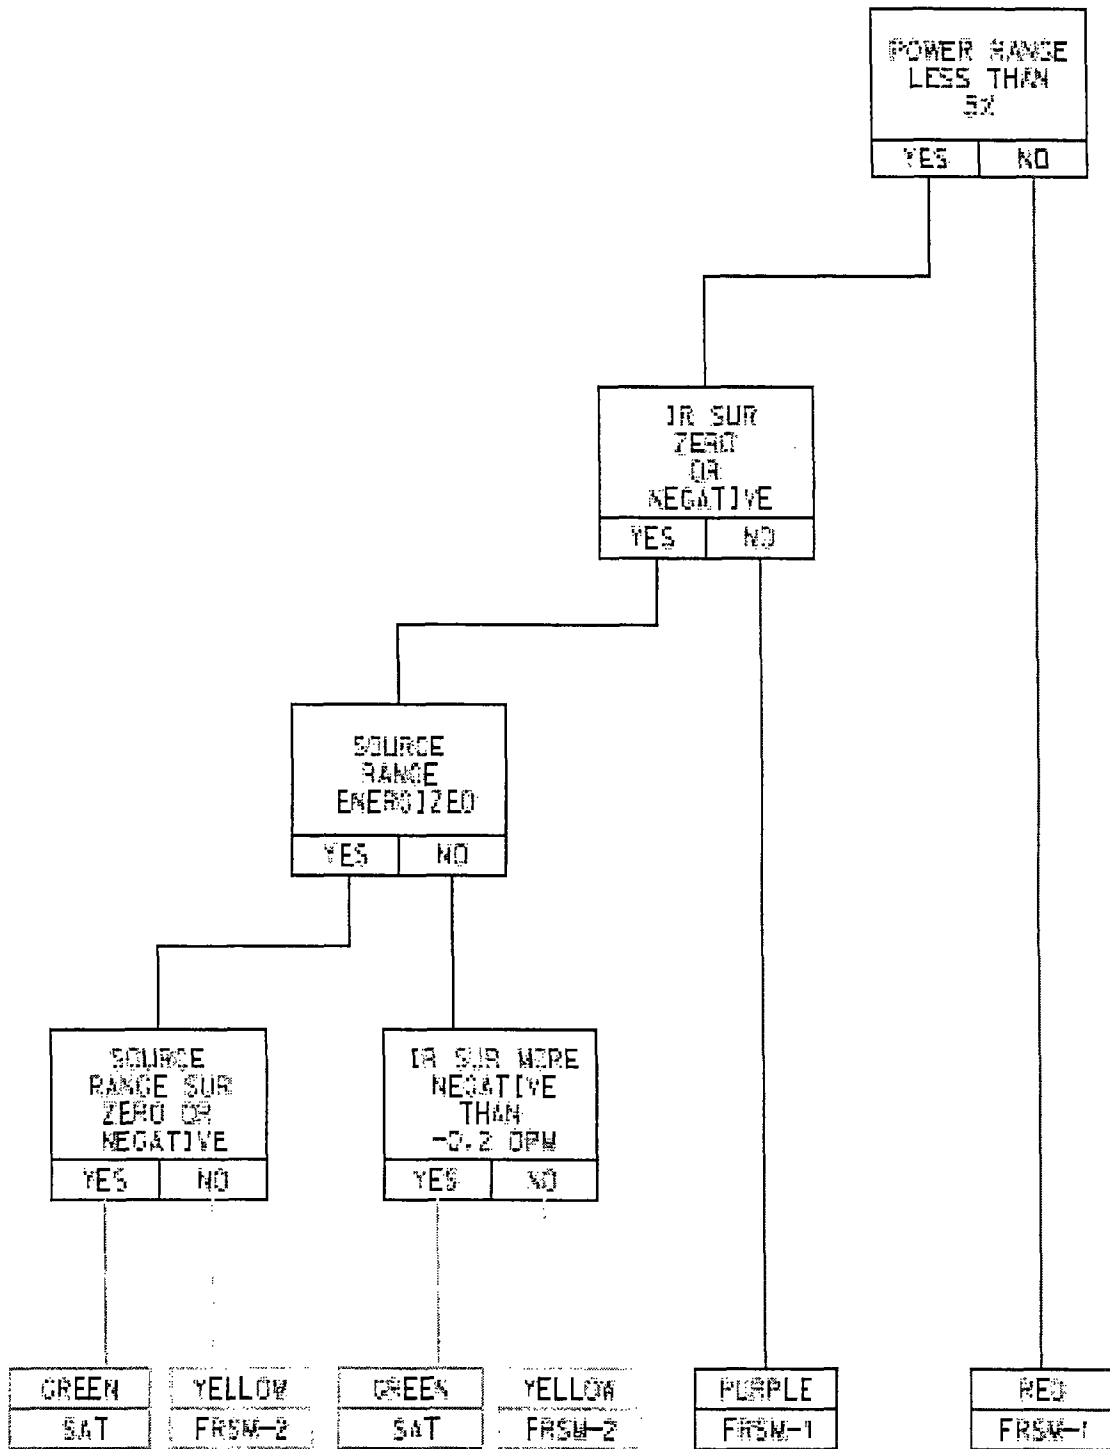 POWER RANGE
LESS THAN
5%
YES NO
IR SUR
ZERO
OR
NEGATIVE
YES NO
SOURCE
RANGE
ENERGIZED
YES NO
SOURCE
RANGE SUR
ZERO OR
NEGATIVE
YES NO
IR SUR MORE
NEGATIVE
THAN
-0.2 DPM
YES NO
GREEN
SAT
YELLOW
FRSM-2
GREEN
SAT
YELLOW
FRSM-2
PURPLE
FRSM-1
RED
FRSM-1